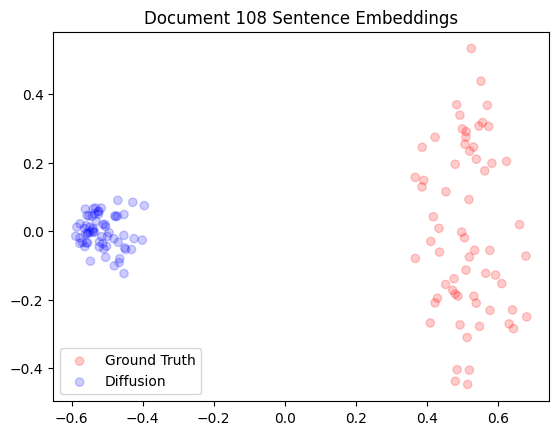 Document 108 Sentence Embeddings
0.4
0.2
0.0
−0.2
−0.4
Ground Truth
Diffusion
−0.6 −0.4 −0.2 0.0 0.2 0.4 0.6